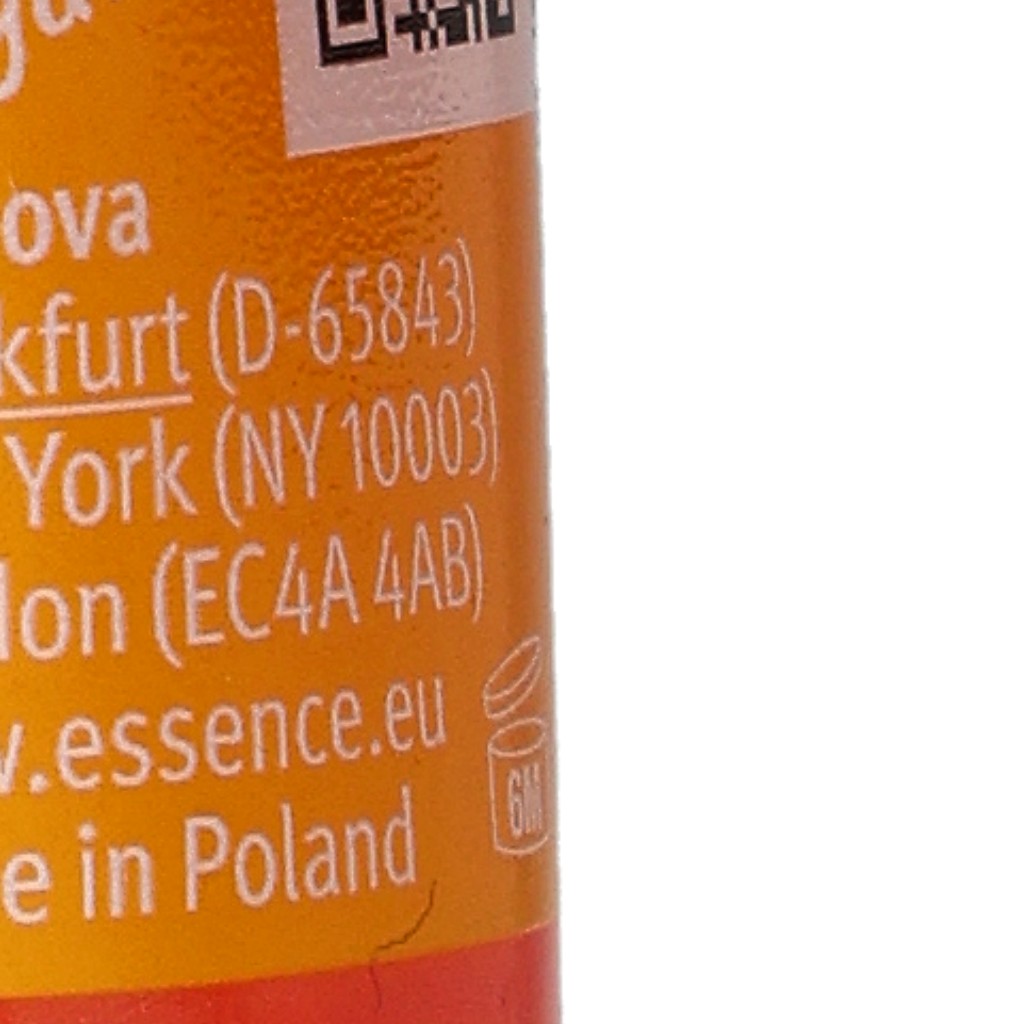 ova
kfurt (D-65843)
York (NY 10003)
lon (EC4A 4AB)
.essence.eu
e in Poland
6M